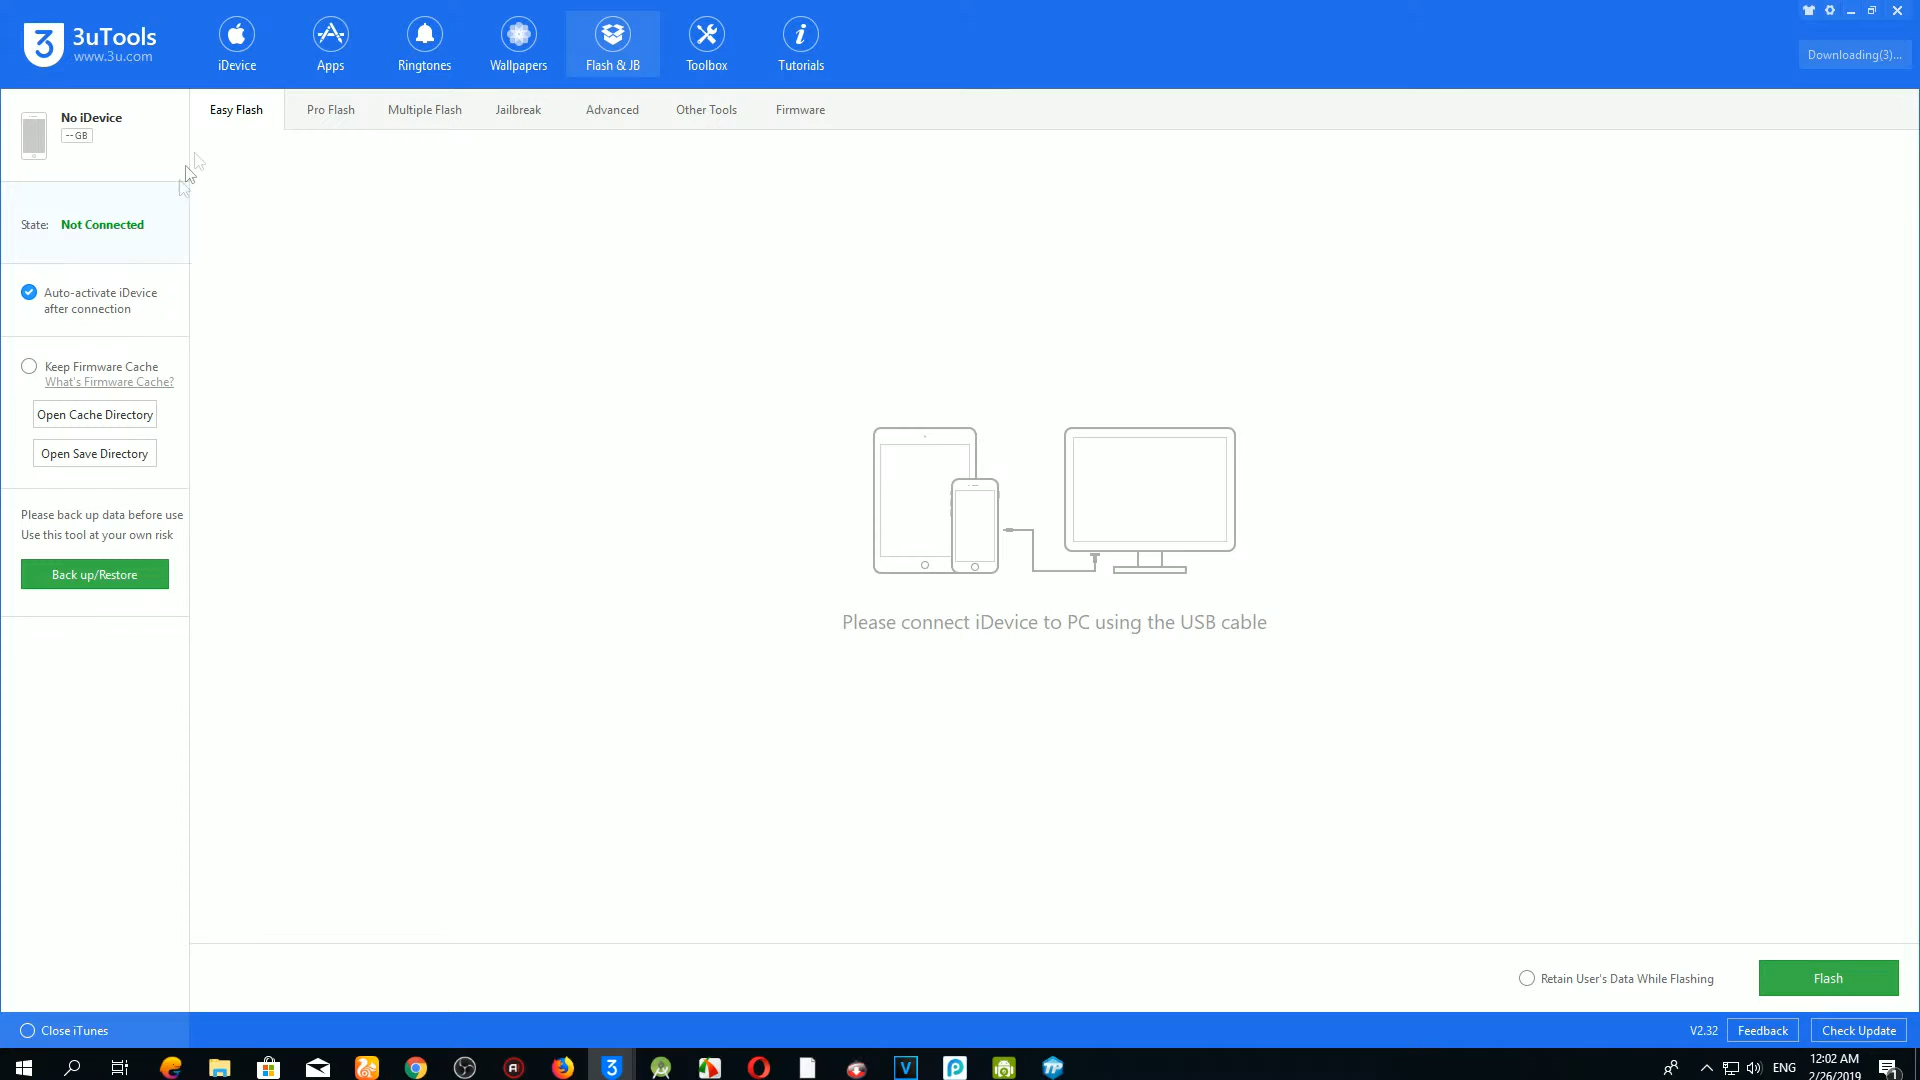 3 3uTools
www.3u.com
iDevice
Apps
Ringtones
Wallpapers
Flash & JB
Toolbox
Tutorials
Downloading(3)...
No iDevice
-- GB
Easy Flash
Pro Flash
Multiple Flash
Jailbreak
Advanced
Other Tools
Firmware
State: Not Connected
Auto-activate iDevice
after connection
Keep Firmware Cache
What's Firmware Cache?
Open Cache Directory
Open Save Directory
Please back up data before use
Use this tool at your own risk
Back up/Restore
Please connect iDevice to PC using the USB cable
Retain User's Data While Flashing
Flash
Close iTunes
V2.32
Feedback
Check Update
ENG
12:02 AM
2/26/2019
1